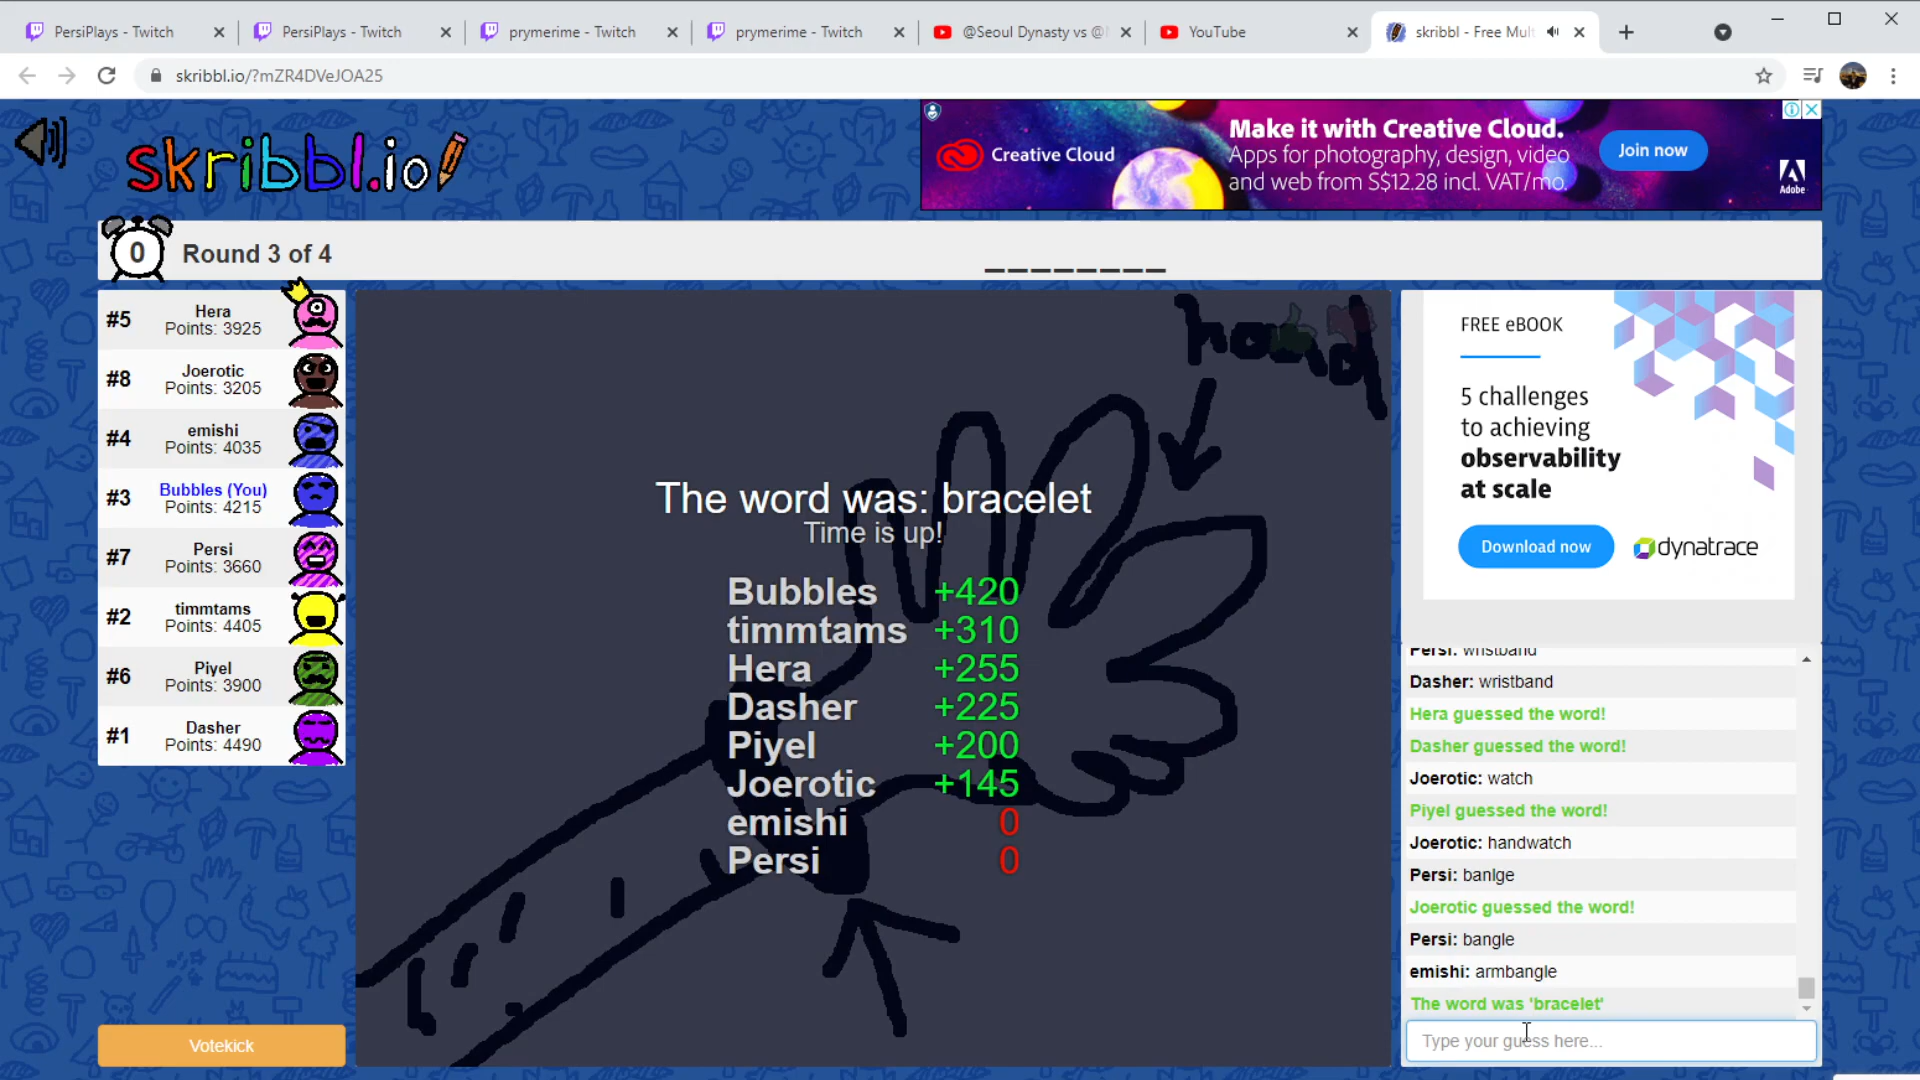 PersiPlays - Twitch
PersiPlays - Twitch
prymerime - Twitch
prymerime - Twitch
@Seoul Dynasty vs @
YouTube
skribbl - Free Mult
skribbl.io/?mZR4DVeJOA25
skribbl.io
Creative Cloud
Make it with Creative Cloud.
Apps for photography, design, video
and web from S$12.28 incl. VAT/mo.
Join now
Adobe
0
Round 3 of 4
________
#5
Hera
Points: 3925
#8
Joerotic
Points: 3205
#4
emishi
Points: 4035
#3
Bubbles (You)
Points: 4215
#7
Persi
Points: 3660
#2
timmtams
Points: 4405
#6
Piyel
Points: 3900
#1
Dasher
Points: 4490
Votekick
hand
The word was: bracelet
Time is up!
Bubbles +420
timmtams +310
Hera +255
Dasher +225
Piyel +200
Joerotic +145
emishi 0
Persi 0
FREE eBOOK
5 challenges
to achieving
observability
at scale
Download now
dynatrace
Persi: wristband
Dasher: wristband
Hera guessed the word!
Dasher guessed the word!
Joerotic: watch
Piyel guessed the word!
Joerotic: handwatch
Persi: banlge
Joerotic guessed the word!
Persi: bangle
emishi: armbangle
The word was 'bracelet'
Type your guess here...